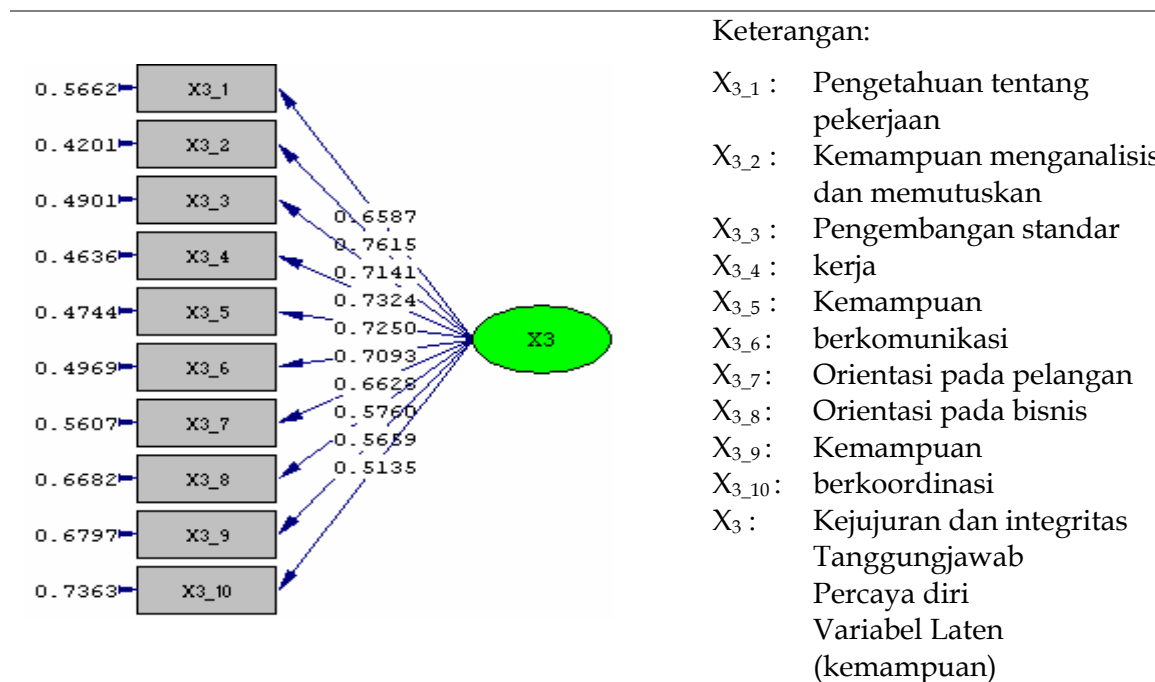 Keterangan:
0.5662 X3_1
0.4201 X3_2
0.4901 X3_3
0.4636 X3_4
0.4744 X3_5
0.4969 X3_6
0.5607 X3_7
0.6682 X3_8
0.6797 X3_9
0.7363 X3_10
0.6587
0.7615
0.7141
0.7324
0.7250
0.7093
0.6628
0.5760
0.5659
0.5135
X3
X3_1 : Pengetahuan tentang
pekerjaan
X3_2 : Kemampuan menganalisis
dan memutuskan
X3_3 : Pengembangan standar
X3_4 : kerja
X3_5 : Kemampuan
X3_6 : berkomunikasi
X3_7 : Orientasi pada pelangan
X3_8 : Orientasi pada bisnis
X3_9 : Kemampuan
X3_10 : berkoordinasi
X3 : Kejujuran dan integritas
Tanggungjawab
Percaya diri
Variabel Laten
(kemampuan)